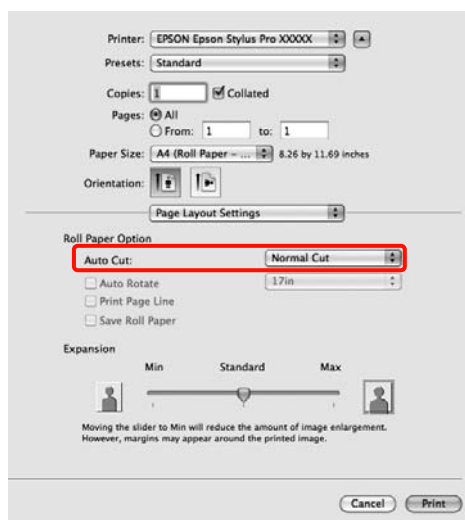 Printer: EPSON Epson Stylus Pro XXXXX
Presets: Standard
Copies: 1 Collated
Pages: All
From: 1 to: 1
Paper Size: A4 (Roll Paper – ... 8.26 by 11.69 inches
Orientation:
Page Layout Settings
Roll Paper Option
Auto Cut: Normal Cut
Auto Rotate 17in
Print Page Line
Save Roll Paper
Expansion
Min Standard Max
Moving the slider to Min will reduce the amount of image enlargement.
However, margins may appear around the printed image.
Cancel Print